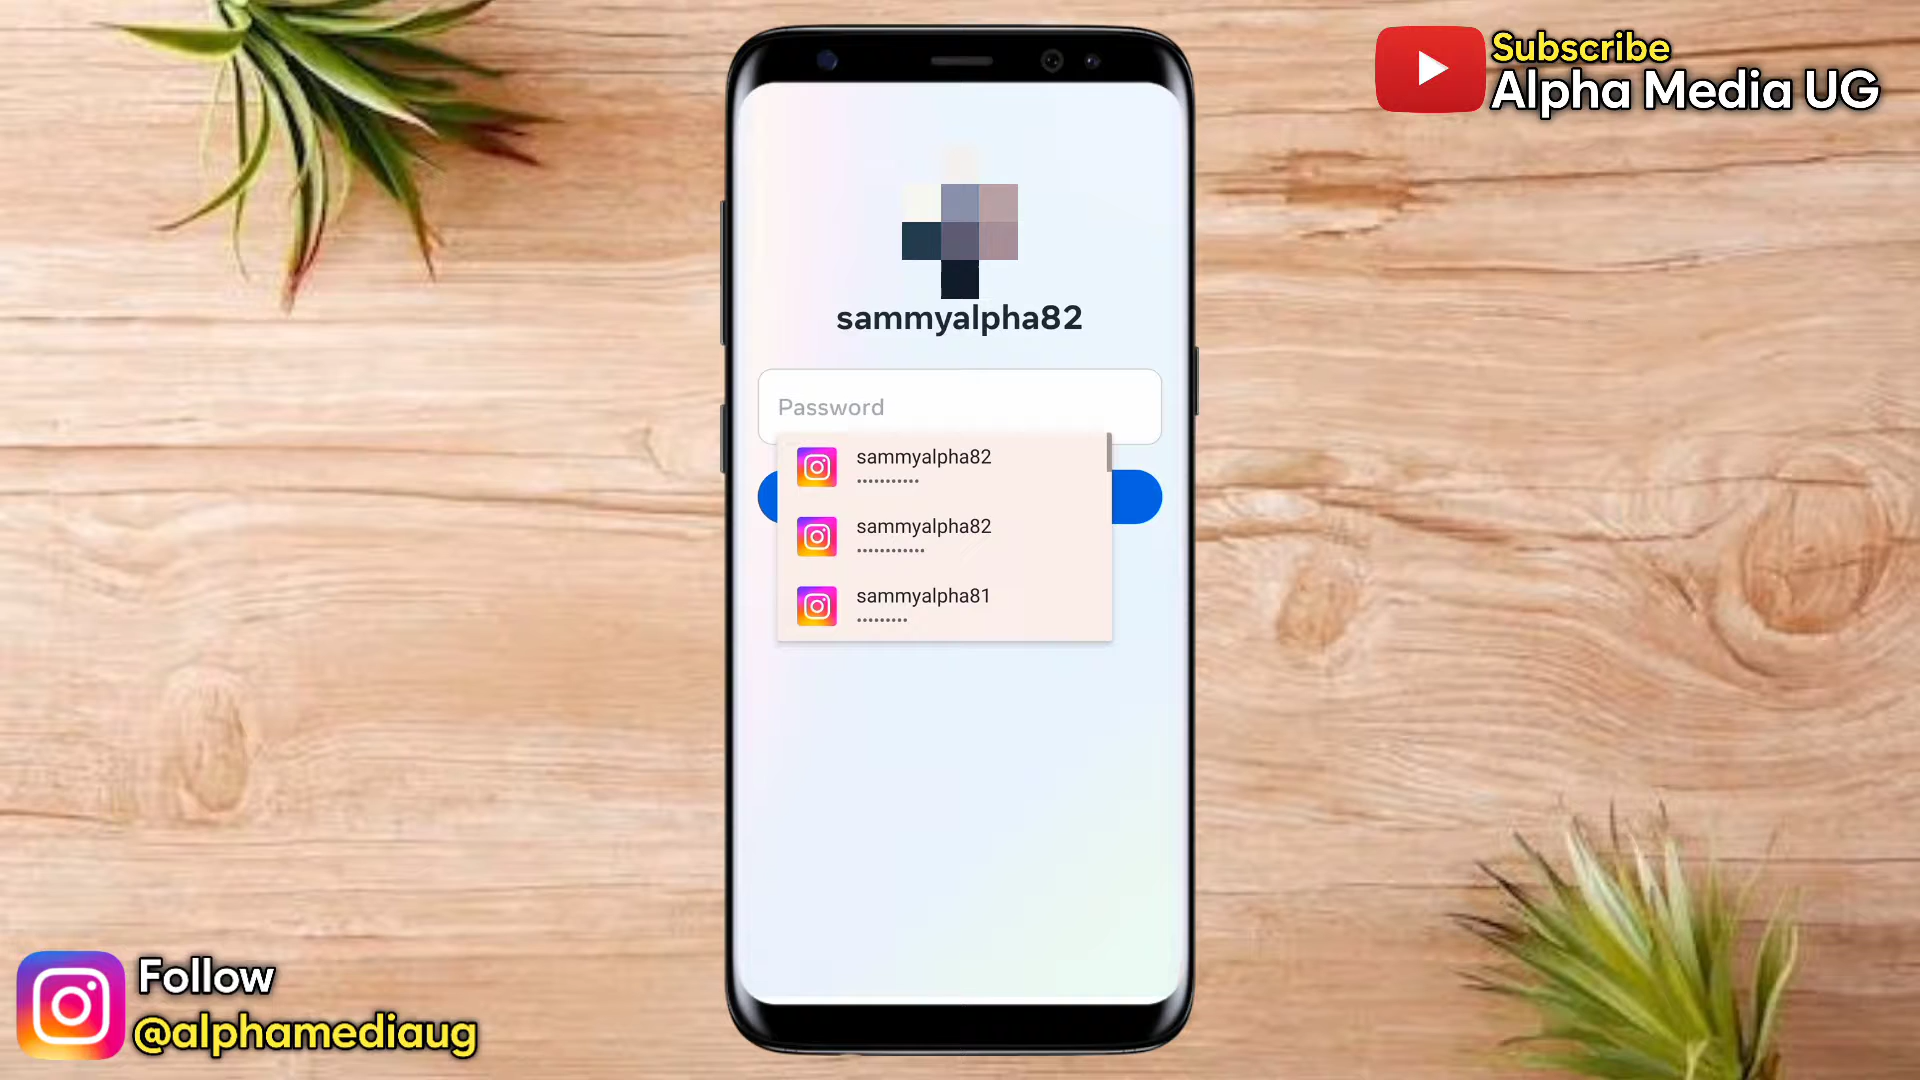 Subscribe
Alpha Media UG
sammyalpha82
Password
sammyalpha82
•••••••••••
sammyalpha82
••••••••••••
sammyalpha81
•••••••••
Follow
@alphamediaug